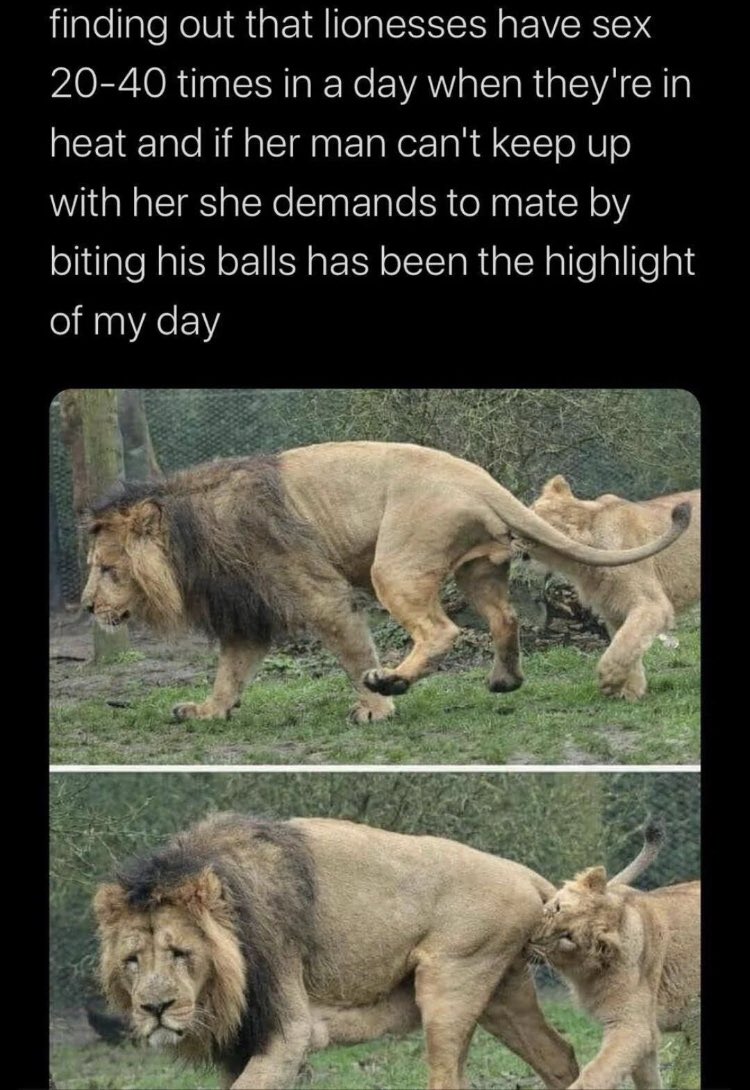 finding out that lionesses have sex
20-40 times in a day when they're in
heat and if her man can't keep up
with her she demands to mate by
biting his balls has been the highlight
of my day